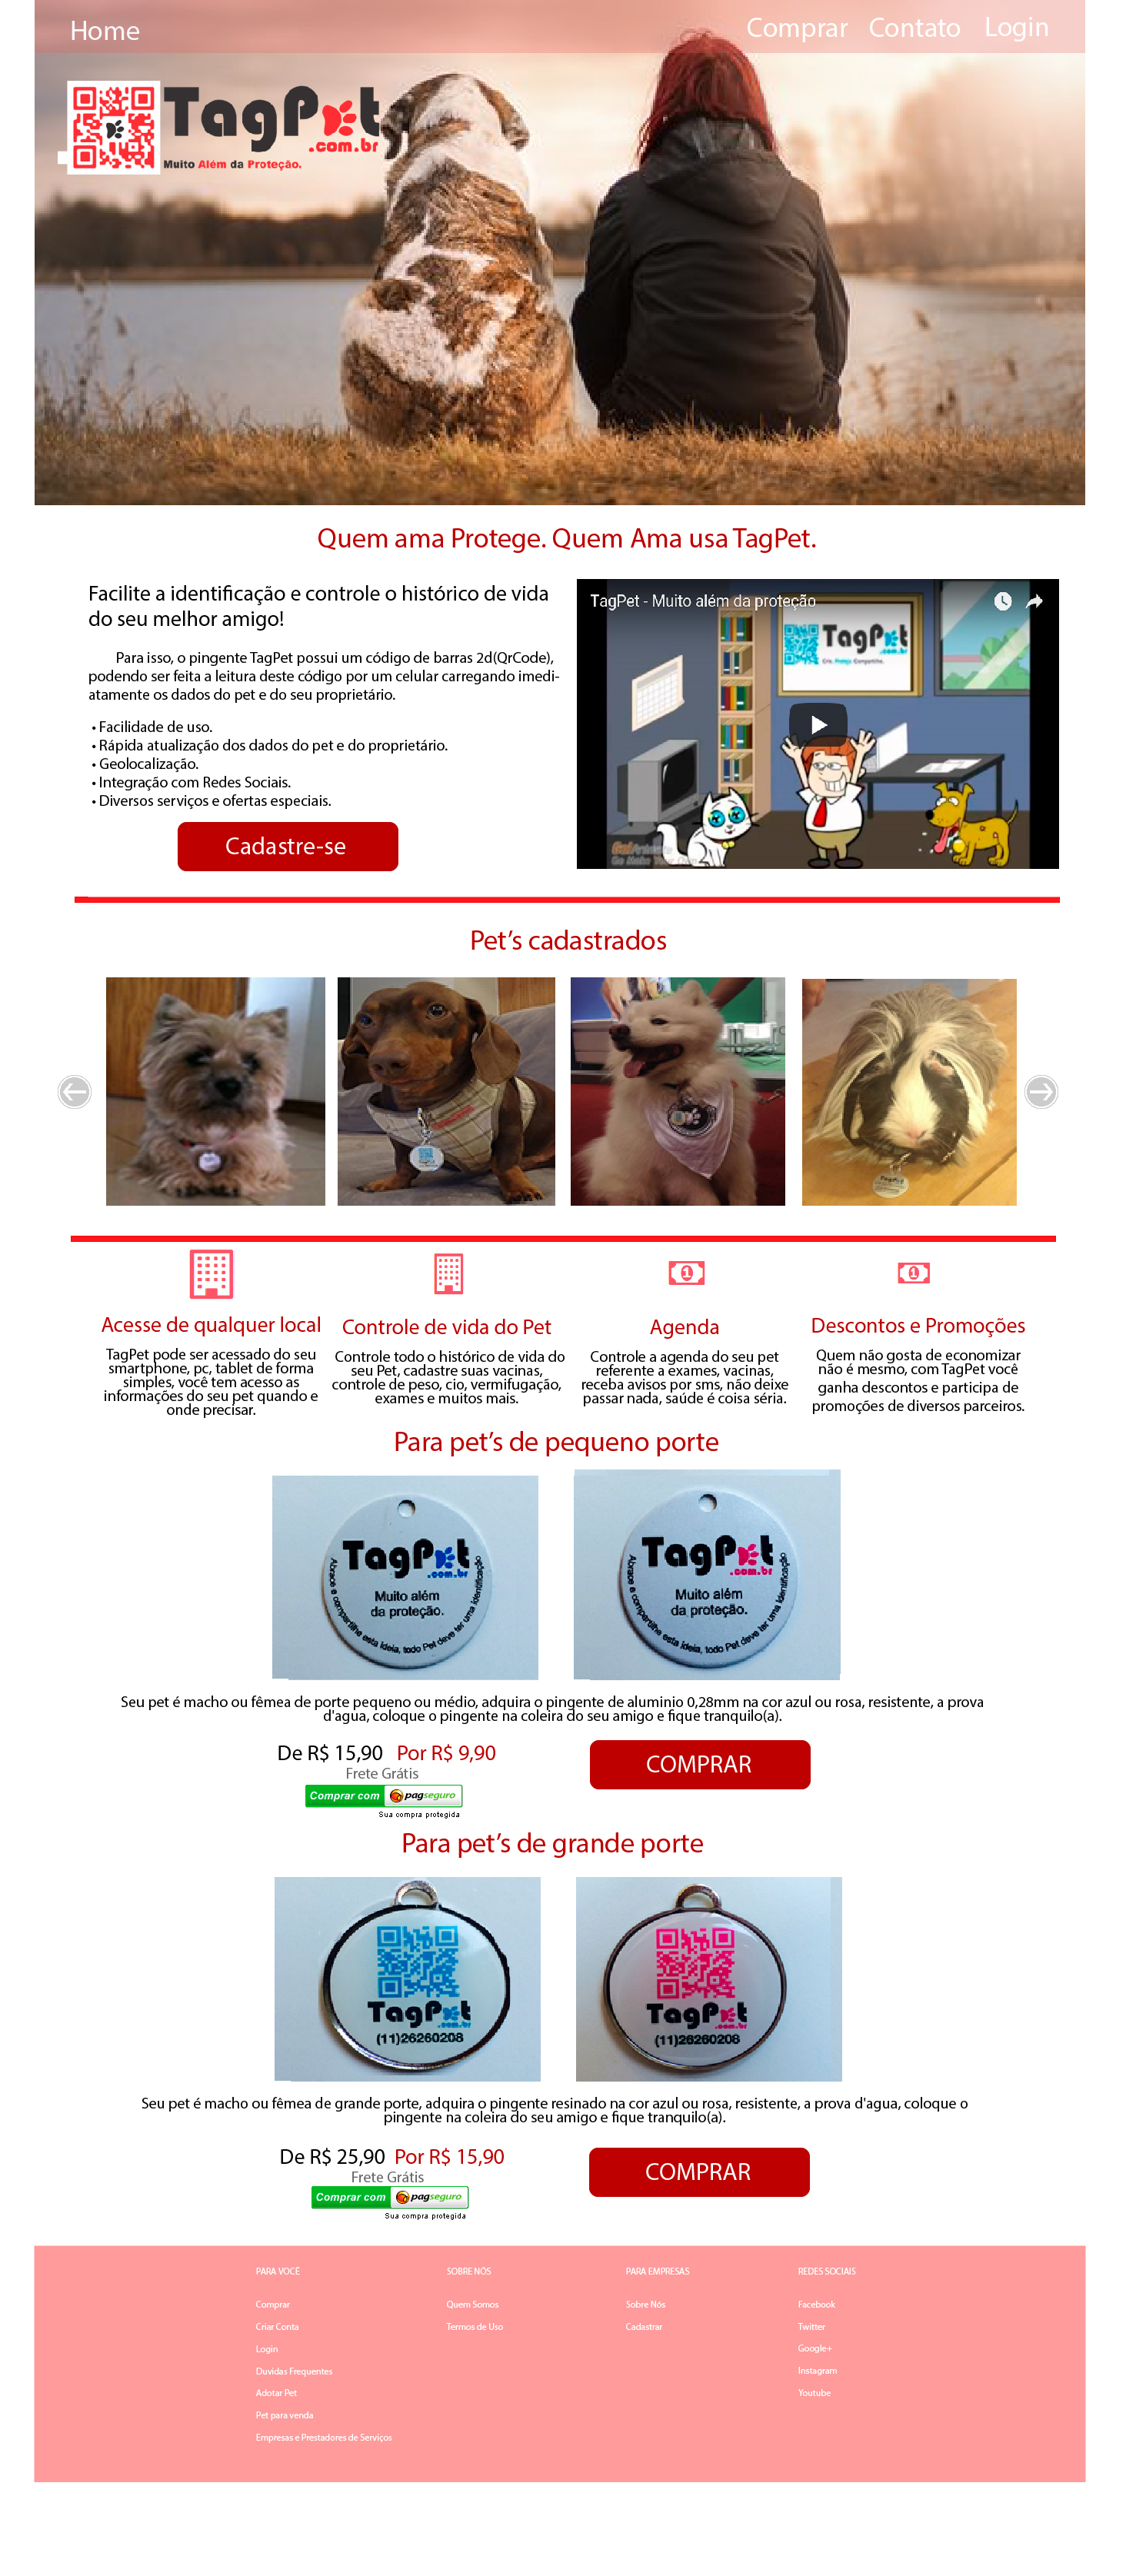 Home
Comprar
Contato
Login
TagPet
.com.br
Muito Além da Proteção.
Quem ama Protege. Quem Ama usa TagPet.
Facilite a identificação e controle o histórico de vida
do seu melhor amigo!
Para isso, o pingente TagPet possui um código de barras 2d(QrCode),
podendo ser feita a leitura deste código por um celular carregando imedi-
atamente os dados do pet e do seu proprietário.
• Facilidade de uso.
• Rápida atualização dos dados do pet e do proprietário.
• Geolocalização.
• Integração com Redes Sociais.
• Diversos serviços e ofertas especiais.
Cadastre-se
TagPet - Muito além da proteção
TagPet
.com.br
Pet's cadastrados
Acesse de qualquer local
TagPet pode ser acessado do seu
smartphone, pc, tablet de forma
simples, você tem acesso as
informações do seu pet quando e
onde precisar.
Controle de vida do Pet
Controle todo o histórico de vida do
seu Pet, cadastre suas vacinas,
controle de peso, cio, vermifugação,
exames e muitos mais.
1
Agenda
Controle a agenda do seu pet
referente a exames, vacinas,
receba avisos por sms, não deixe
passar nada, saúde é coisa séria.
1
Descontos e Promoções
Quem não gosta de economizar
não é mesmo, com TagPet você
ganha descontos e participa de
promoções de diversos parceiros.
Para pet's de pequeno porte
TagPet
.com.br
Muito além
da proteção.
Abrace e compartilhe esta ideia, todo Pet deve ter uma identificação
TagPet
.com.br
Muito além
da proteção.
Abrace e compartilhe esta ideia, todo Pet deve ter uma identificação
Seu pet é macho ou fêmea de porte pequeno ou médio, adquira o pingente de aluminio 0,28mm na cor azul ou rosa, resistente, a prova
d'agua, coloque o pingente na coleira do seu amigo e fique tranquilo(a).
De R$ 15,90 Por R$ 9,90
Frete Grátis
Comprar com pagseguro
Sua compra protegida
COMPRAR
Para pet's de grande porte
TagPet
.com.br
(11)26260208
TagPet
.com.br
(11)26260208
Seu pet é macho ou fêmea de grande porte, adquira o pingente resinado na cor azul ou rosa, resistente, a prova d'agua, coloque o
pingente na coleira do seu amigo e fique tranquilo(a).
De R$ 25,90 Por R$ 15,90
Frete Grátis
Comprar com pagseguro
Sua compra protegida
COMPRAR
PARA VOCÊ
Comprar
Criar Conta
Login
Duvidas Frequentes
Adotar Pet
Pet para venda
Empresas e Prestadores de Serviços
SOBRE NÓS
Quem Somos
Termos de Uso
PARA EMPRESAS
Sobre Nós
Cadastrar
REDES SOCIAIS
Facebook
Twitter
Google+
Instagram
Youtube